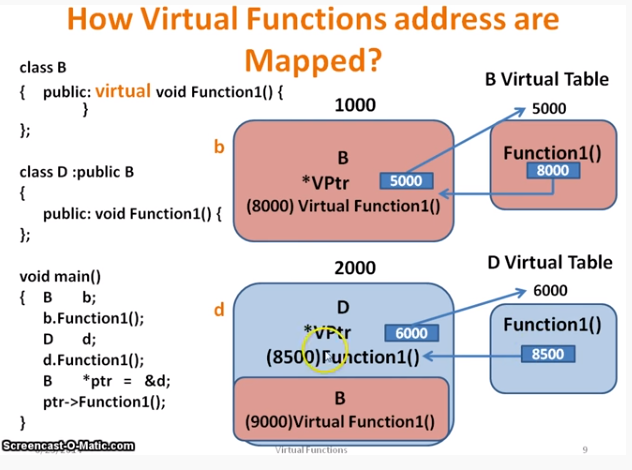 How Virtual Functions address are
Mapped?
class B
{ public: virtual void Function1() {
}
};
class D :public B
{
public: void Function1() {
};
void main()
{ B b;
b.Function1();
D d;
d.Function1();
B *ptr = &d;
ptr->Function1();
}
1000
b
B
*VPtr 5000
(8000) Virtual Function1()
B Virtual Table
5000
Function1()
8000
2000
d
D
*VPtr 6000
(8500)Function1()
B
(9000)Virtual Function1()
D Virtual Table
6000
Function1()
8500
Screencast-O-Matic.com
Virtual Functions
9